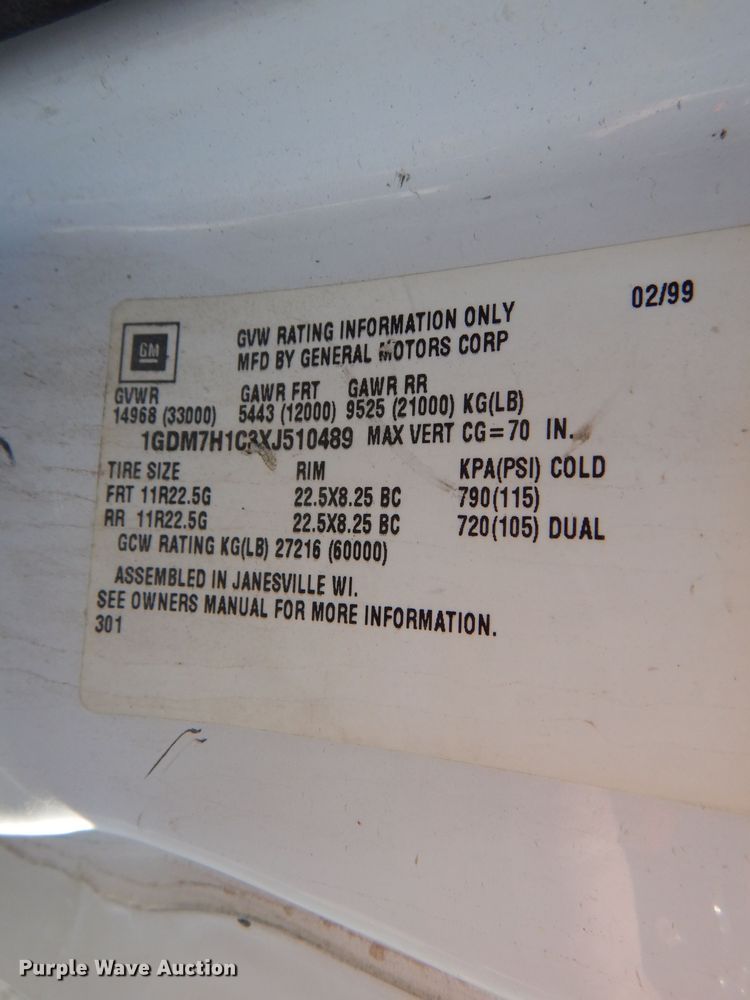 02/99
GM
GVW RATING INFORMATION ONLY
MFD BY GENERAL MOTORS CORP
GVWR GAWR FRT GAWR RR
14968 (33000) 5443 (12000) 9525 (21000) KG(LB)
1GDM7H1C3XJ510489 MAX VERT CG=70 IN.
TIRE SIZE RIM KPA(PSI) COLD
FRT 11R22.5G 22.5X8.25 BC 790(115)
RR 11R22.5G 22.5X8.25 BC 720(105) DUAL
GCW RATING KG(LB) 27216 (60000)
ASSEMBLED IN JANESVILLE WI.
SEE OWNERS MANUAL FOR MORE INFORMATION.
301
Purple Wave Auction